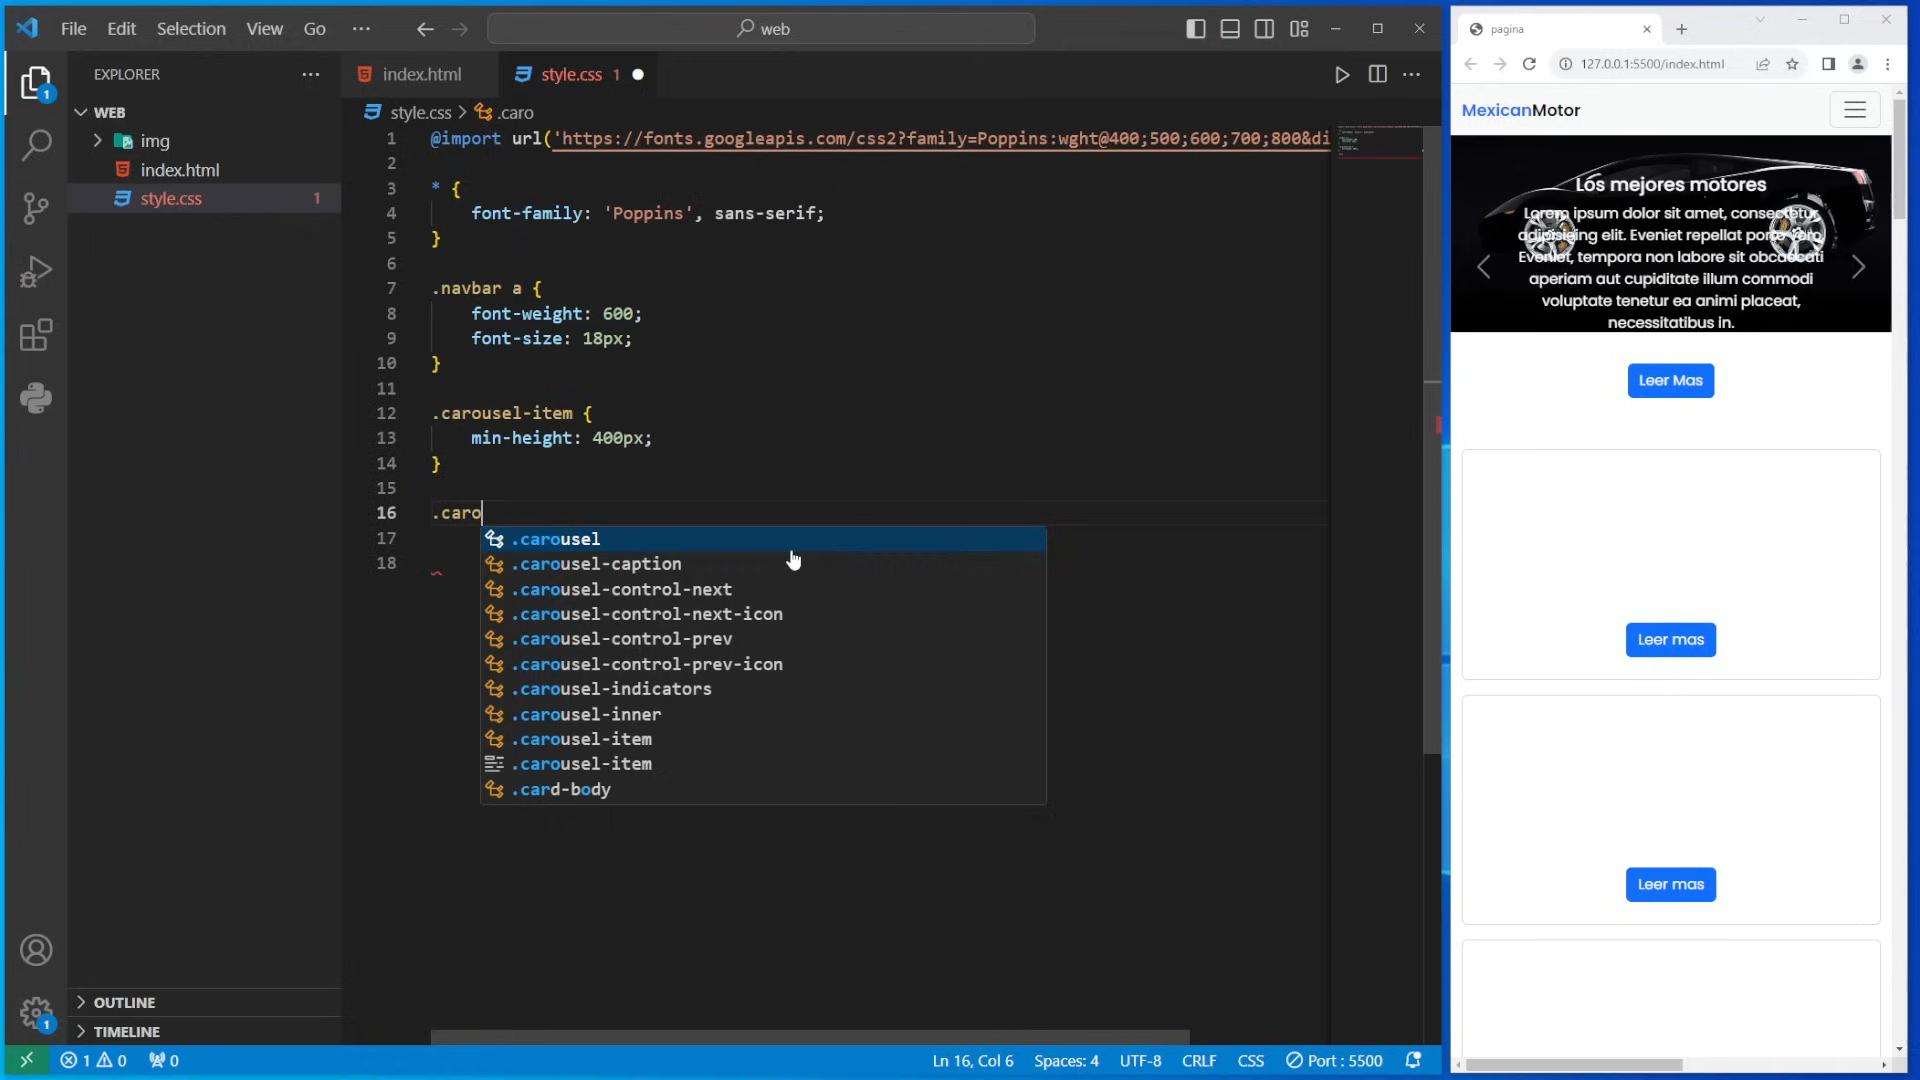 File Edit Selection View Go ··· web
EXPLORER ···
WEB
img
index.html
style.css 1
1
1
index.html
style.css 1
style.css > .caro
1 @import url('https://fonts.googleapis.com/css2?family=Poppins:wght@400;500;600;700;800&di
2
3 * {
4 font-family: 'Poppins', sans-serif;
5 }
6
7 .navbar a {
8 font-weight: 600;
9 font-size: 18px;
10 }
11
12 .carousel-item {
13 min-height: 400px;
14 }
15
16 .caro
17
18
.carousel
.carousel-caption
.carousel-control-next
.carousel-control-next-icon
.carousel-control-prev
.carousel-control-prev-icon
.carousel-indicators
.carousel-inner
.carousel-item
.carousel-item
.card-body
OUTLINE
TIMELINE
1 0 0 Ln 16, Col 6 Spaces: 4 UTF-8 CRLF CSS Port : 5500
pagina
127.0.0.1:5500/index.html
MexicanMotor
Los mejores motores
Lorem ipsum dolor sit amet, consectetur
adipisicing elit. Eveniet repellat porro vero.
Eveniet, tempora non labore sit obcaecati
aperiam aut cupiditate illum commodi
voluptate tenetur ea animi placeat,
necessitatibus in.
Leer Mas
Leer mas
Leer mas